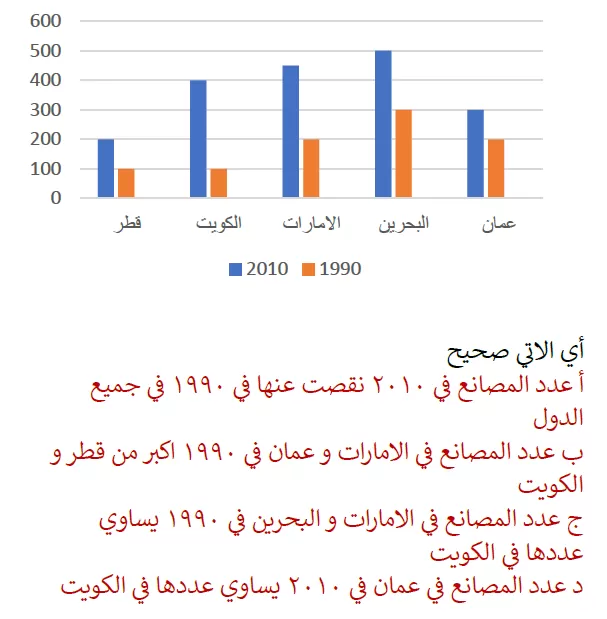 600
500
400
300
200
100
0
قطر الكويت الامارات البحرين عمان
2010 1990
أي الاتي صحيح
أ عدد المصانع في ٢٠١٠ نقصت عنها في ١٩٩٠ في جميع
الدول
ب عدد المصانع في الامارات و عمان في ١٩٩٠ اكبر من قطر و
الكويت
ج عدد المصانع في الامارات و البحرين في ١٩٩٠ يساوي
عددها في الكويت
د عدد المصانع في عمان في ٢٠١٠ يساوي عددها في الكويت